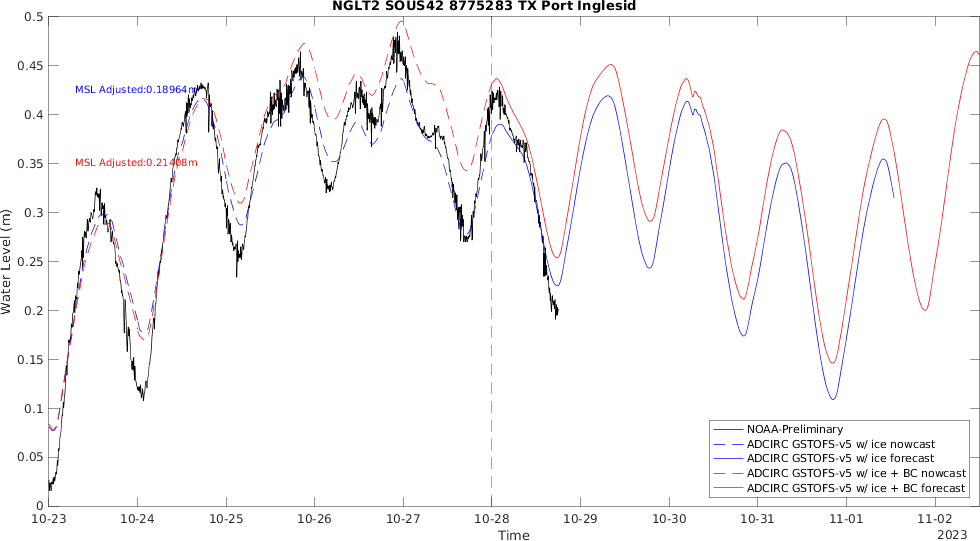 NGLT2 SOUS42 8775283 TX Port Inglesid
0.5
0.45
0.4
0.35
0.3
0.25
0.2
0.15
0.1
0.05
0
Water Level (m)
MSL Adjusted:0.18964m
MSL Adjusted:0.21408m
NOAA-Preliminary
ADCIRC GSTOFS-v5 w/ ice nowcast
ADCIRC GSTOFS-v5 w/ ice forecast
ADCIRC GSTOFS-v5 w/ ice + BC nowcast
ADCIRC GSTOFS-v5 w/ ice + BC forecast
10-23 10-24 10-25 10-26 10-27 10-28 10-29 10-30 10-31 11-01 11-02
Time
2023